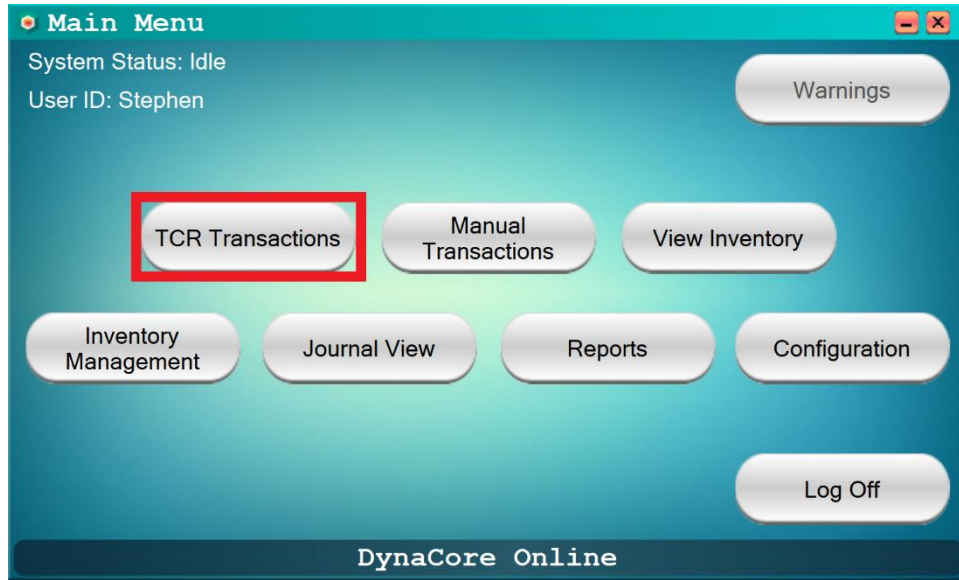 Main Menu
System Status: Idle
User ID: Stephen
Warnings
TCR Transactions
Manual
Transactions
View Inventory
Inventory
Management
Journal View
Reports
Configuration
Log Off
DynaCore Online